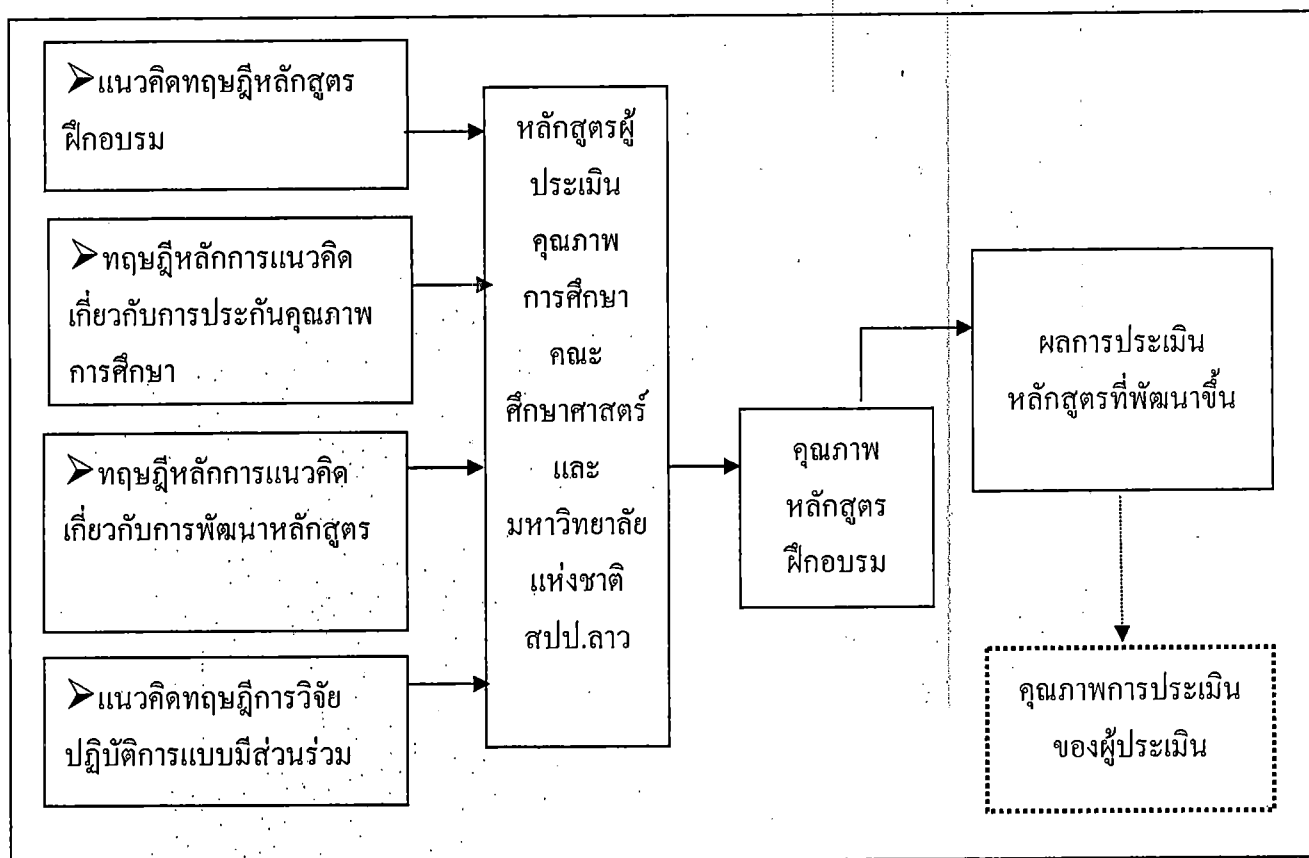 ➢แนวคิดทฤษฎีหลักสูตร
ฝึกอบรม
➢ทฤษฎีหลักการแนวคิด
เกี่ยวกับการประกันคุณภาพ
การศึกษา
➢ทฤษฎีหลักการแนวคิด
เกี่ยวกับการพัฒนาหลักสูตร
➢แนวคิดทฤษฎีการวิจัย
ปฏิบัติการแบบมีส่วนร่วม
หลักสูตรผู้
ประเมิน
คุณภาพ
การศึกษา
คณะ
ศึกษาศาสตร์
และ
มหาวิทยาลัย
แห่งชาติ
สปป.ลาว
คุณภาพ
หลักสูตร
ฝึกอบรม
ผลการประเมิน
หลักสูตรที่พัฒนาขึ้น
คุณภาพการประเมิน
ของผู้ประเมิน